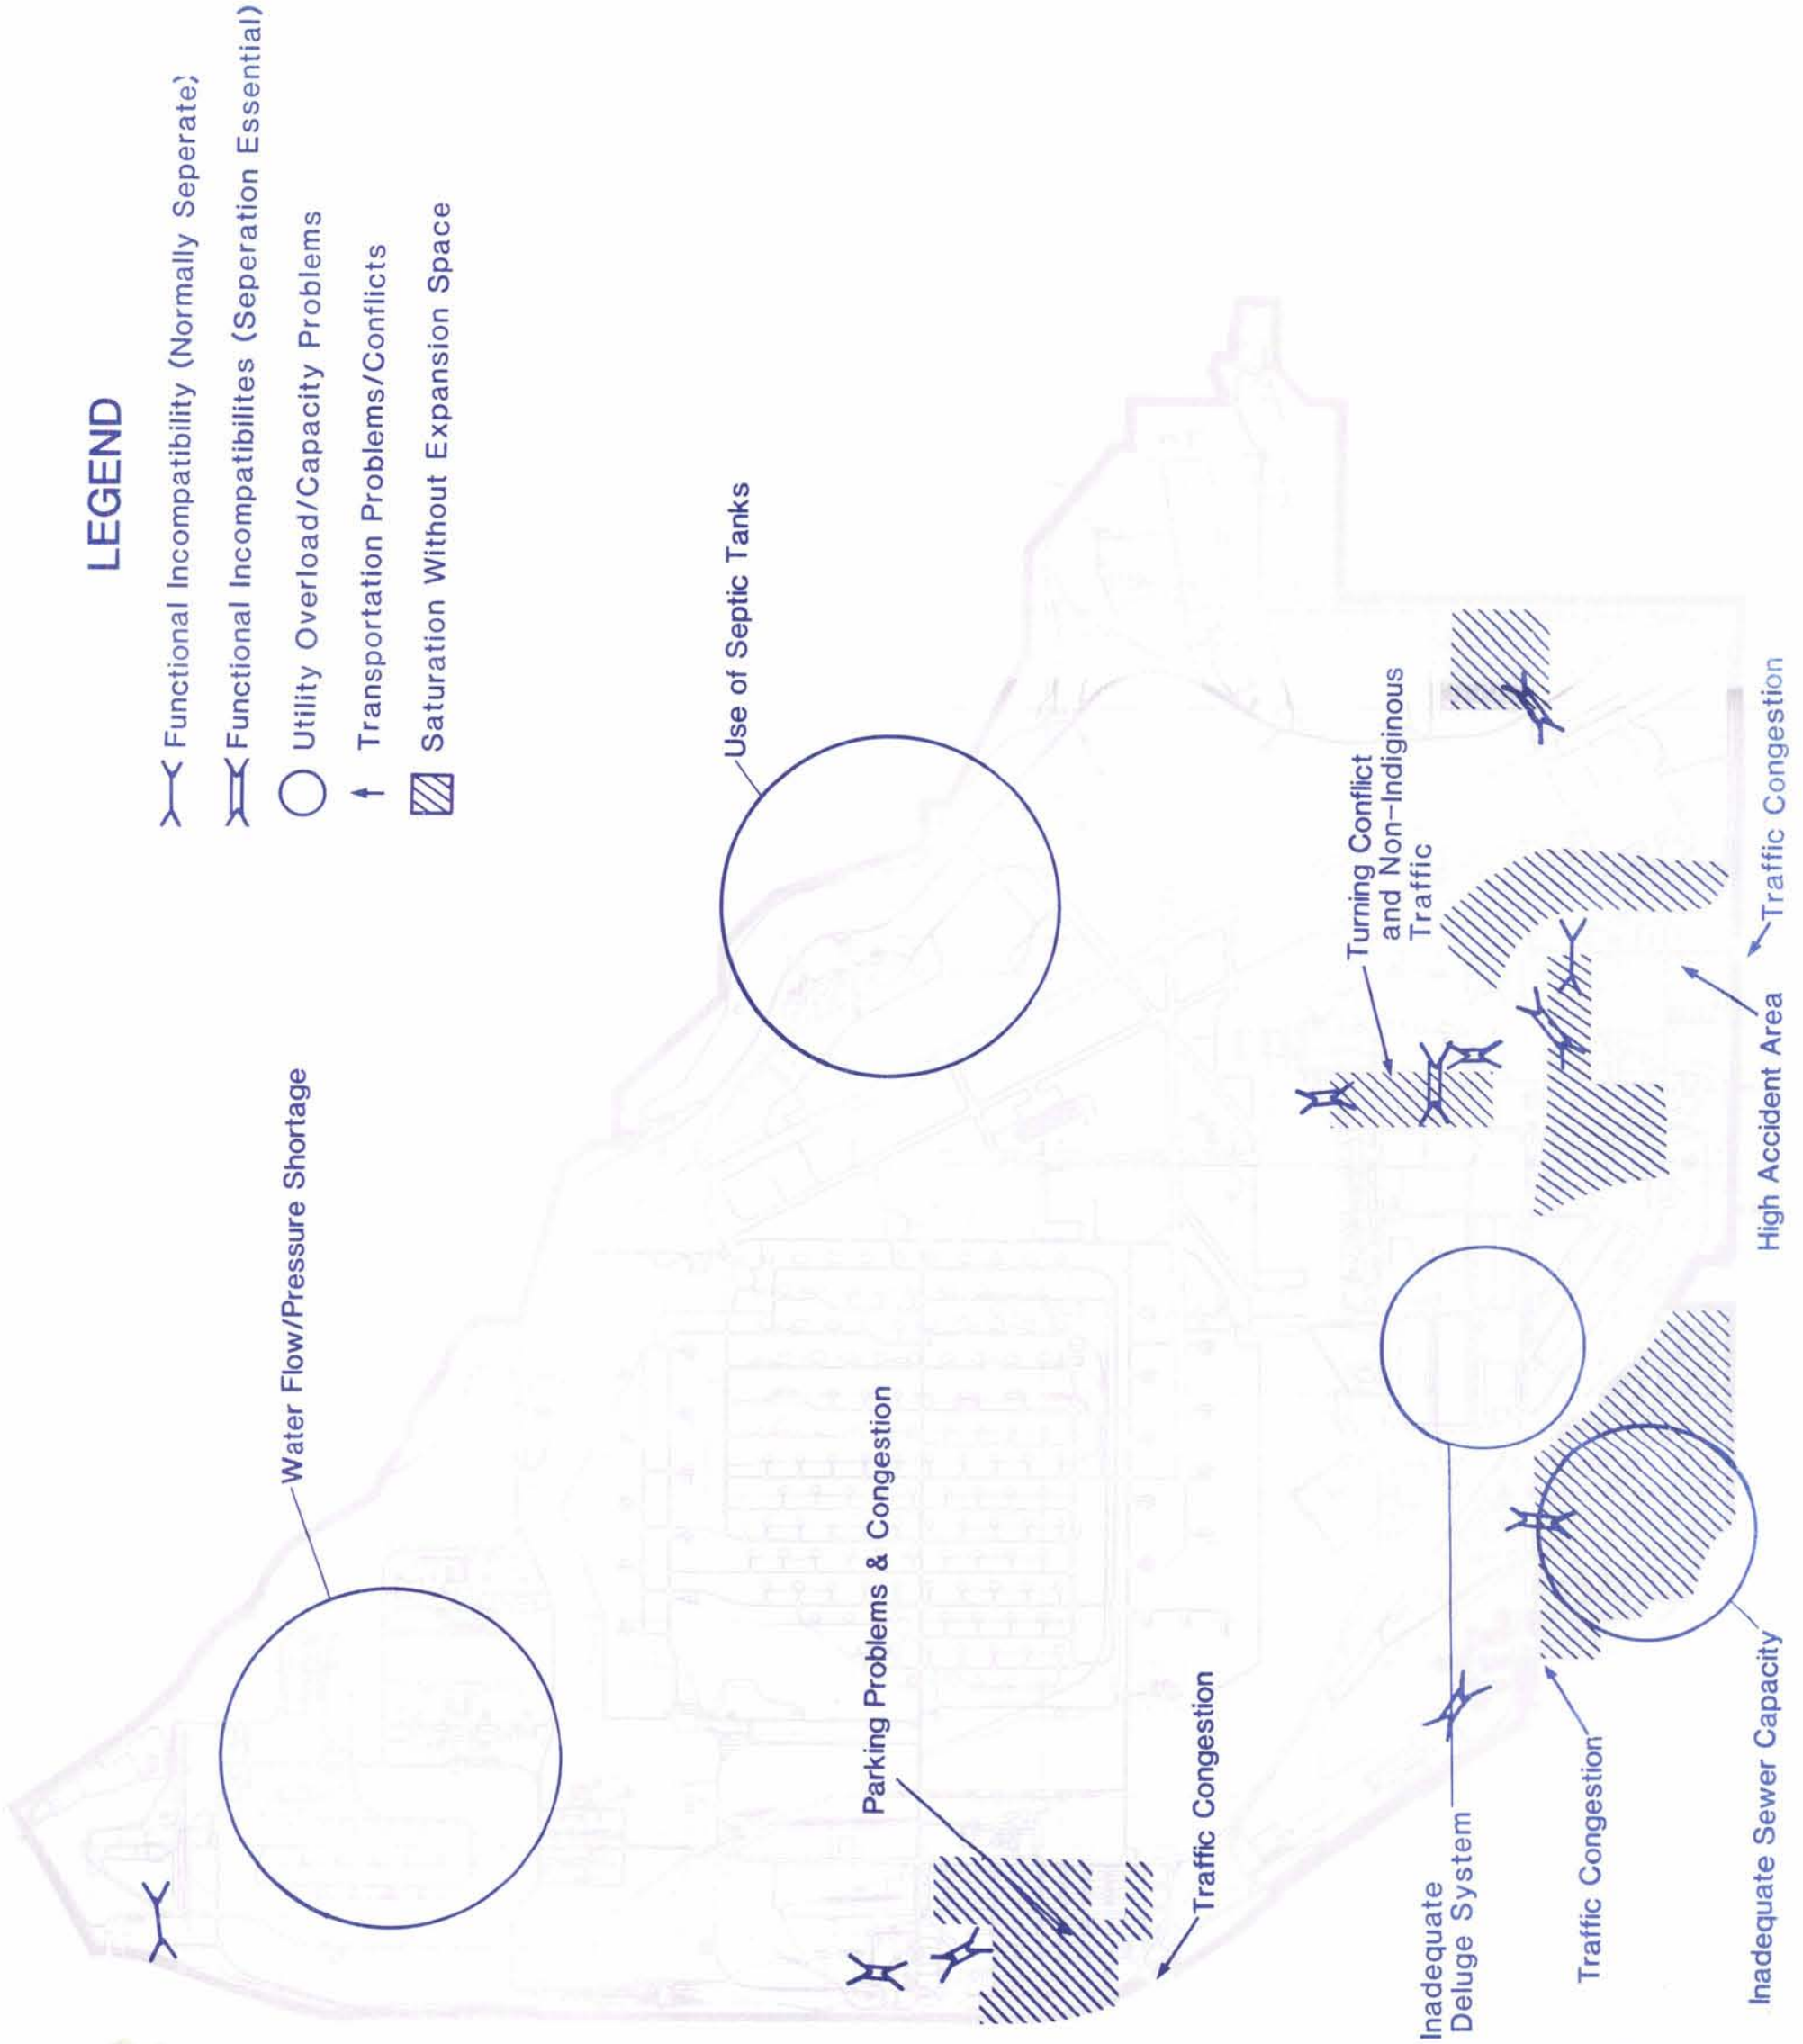 LEGEND
Functional Incompatibility (Normally Seperate)
Functional Incompatibilites (Seperation Essential)
Utility Overload/Capacity Problems
Transportation Problems/Conflicts
Saturation Without Expansion Space
Water Flow/Pressure Shortage
Use of Septic Tanks
Parking Problems & Congestion
Traffic Congestion
Turning Conflict
and Non-Indiginous
Traffic
Inadequate
Deluge System
Traffic Congestion
Inadequate Sewer Capacity
High Accident Area
Traffic Congestion